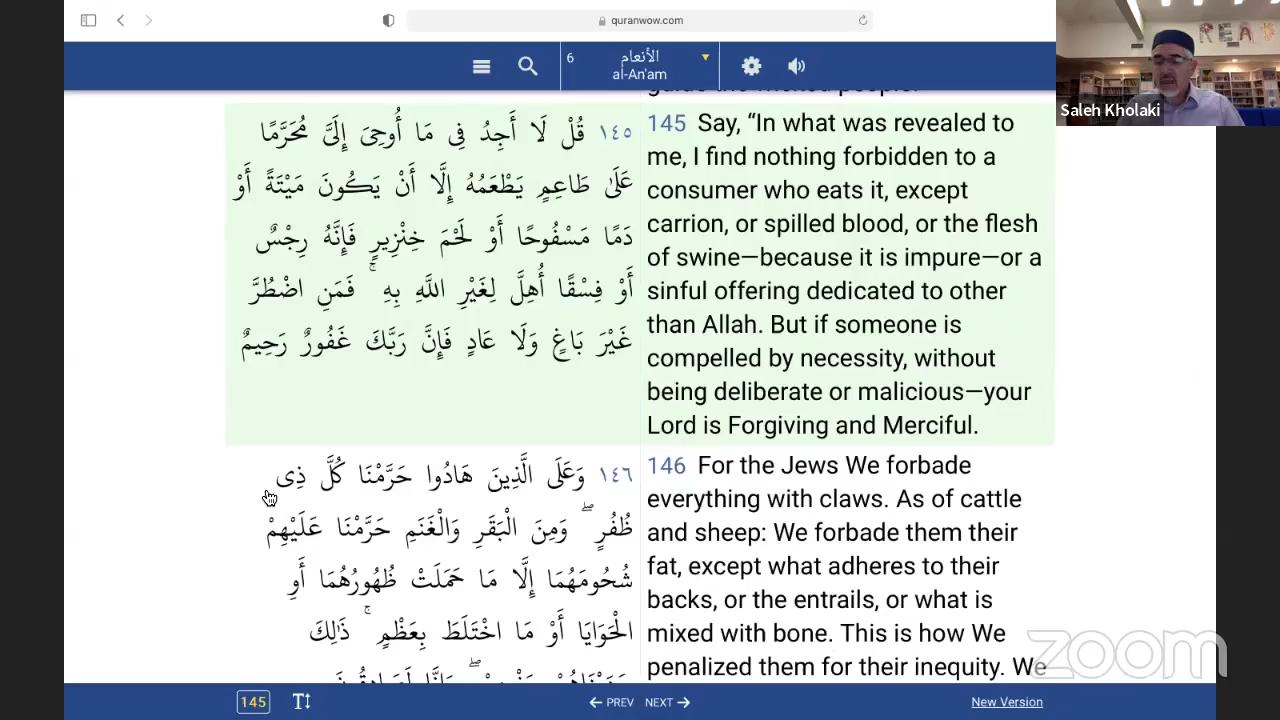 quranwow.com
6
الأنعام
al-An'am
READ
Saleh Kholaki
guide the wicked people.
١٤٥ قُلْ لَا أَجِدُ فِي مَا أُوحِيَ إِلَيَّ مُحَرَّمًا
عَلَىٰ طَاعِمٍ يَطْعَمُهُ إِلَّا أَنْ يَكُونَ مَيْتَةً أَوْ
دَمًا مَسْفُوحًا أَوْ لَحْمَ خِنْزِيرٍ فَإِنَّهُ رِجْسٌ
أَوْ فِسْقًا أُهِلَّ لِغَيْرِ اللَّهِ بِهِ ۚ فَمَنِ اضْطُرَّ
غَيْرَ بَاغٍ وَلَا عَادٍ فَإِنَّ رَبَّكَ غَفُورٌ رَحِيمٌ
145 Say, “In what was revealed to
me, I find nothing forbidden to a
consumer who eats it, except
carrion, or spilled blood, or the flesh
of swine—because it is impure—or a
sinful offering dedicated to other
than Allah. But if someone is
compelled by necessity, without
being deliberate or malicious—your
Lord is Forgiving and Merciful.
١٤٦ وَعَلَى الَّذِينَ هَادُوا حَرَّمْنَا كُلَّ ذِي
ظُفُرٍ ۖ وَمِنَ الْبَقَرِ وَالْغَنَمِ حَرَّمْنَا عَلَيْهِمْ
شُحُومَهُمَا إِلَّا مَا حَمَلَتْ ظُهُورُهُمَا أَوِ
الْحَوَايَا أَوْ مَا اخْتَلَطَ بِعَظْمٍ ۚ ذَٰلِكَ
146 For the Jews We forbade
everything with claws. As of cattle
and sheep: We forbade them their
fat, except what adheres to their
backs, or the entrails, or what is
mixed with bone. This is how We
penalized them for their inequity. We
zoom
145
T
PREV NEXT
New Version